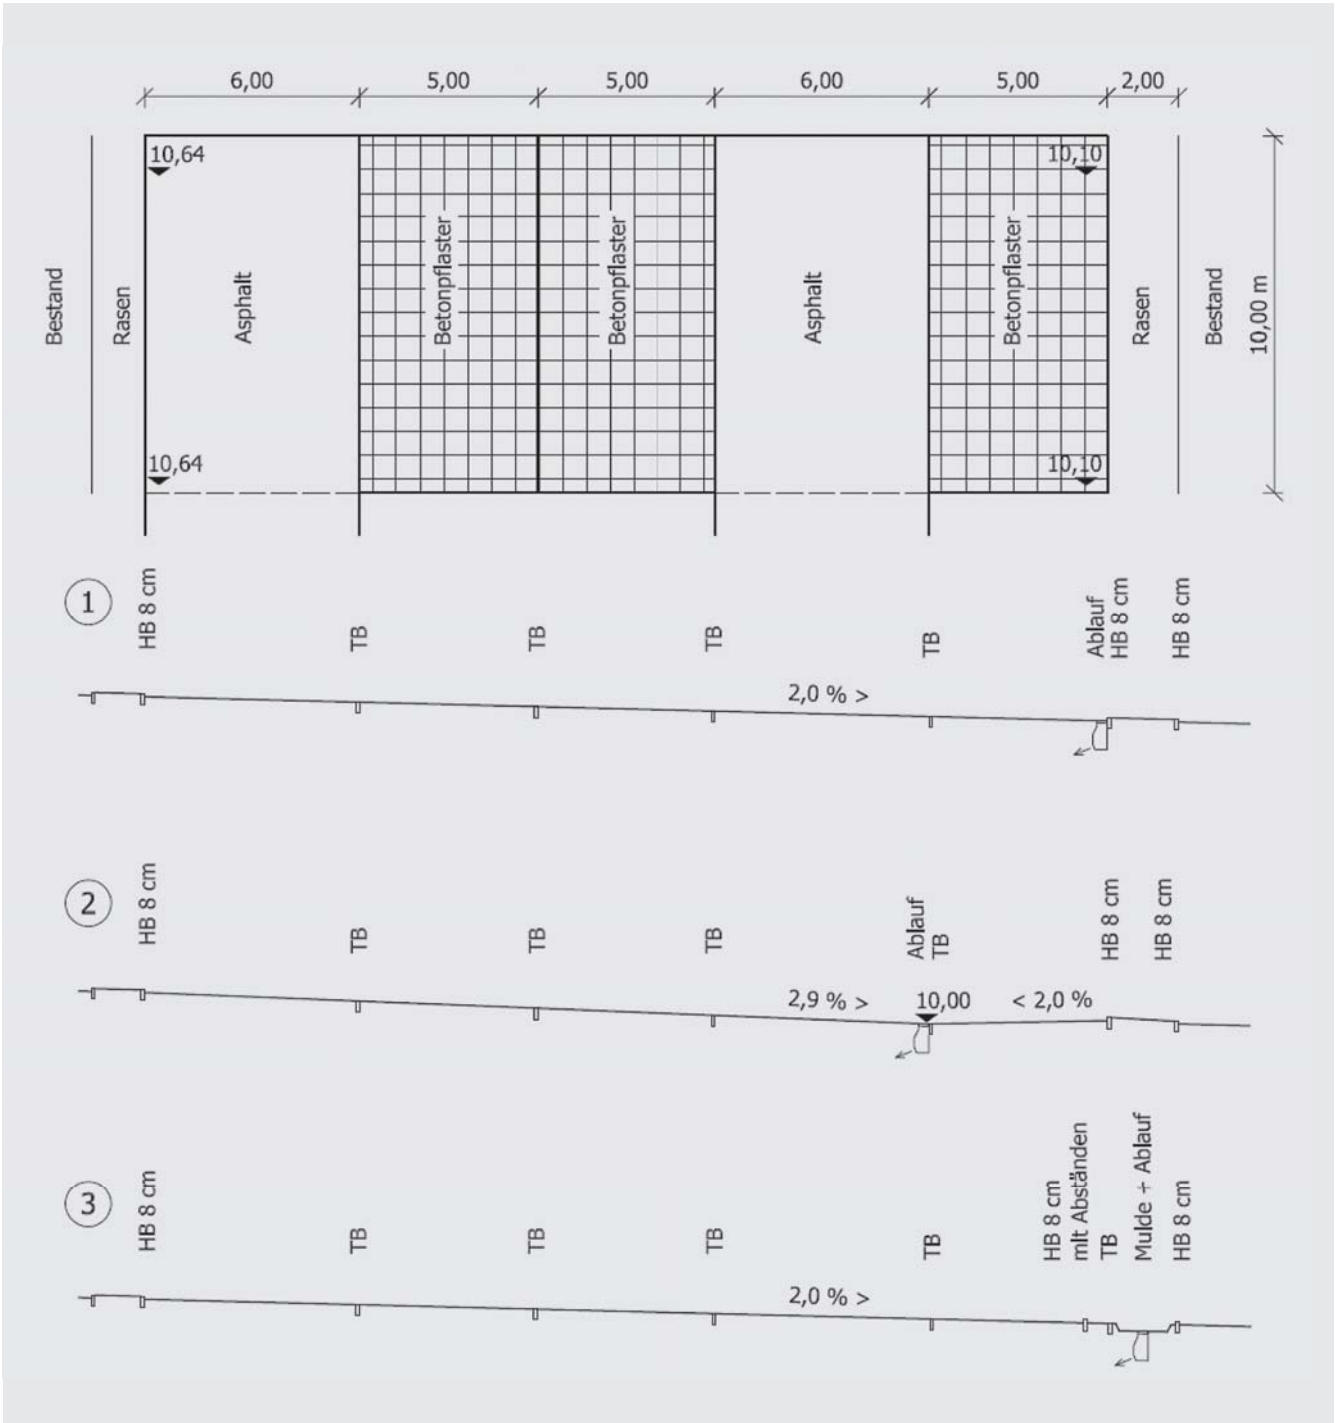 6,00
5,00
5,00
6,00
5,00
2,00
10,64
10,10
Bestand
Rasen
Asphalt
Betonpflaster
Betonpflaster
Asphalt
Betonpflaster
Rasen
Bestand
10,00 m
10,64
10,10
1
HB 8 cm
TB
TB
TB
TB
Ablauf
HB 8 cm
HB 8 cm
2,0 % >
2
HB 8 cm
TB
TB
TB
Ablauf
TB
HB 8 cm
HB 8 cm
2,9 % >
10,00
< 2,0 %
3
HB 8 cm
TB
TB
TB
TB
HB 8 cm
mlt Abständen
TB
Mulde + Ablauf
HB 8 cm
2,0 % >